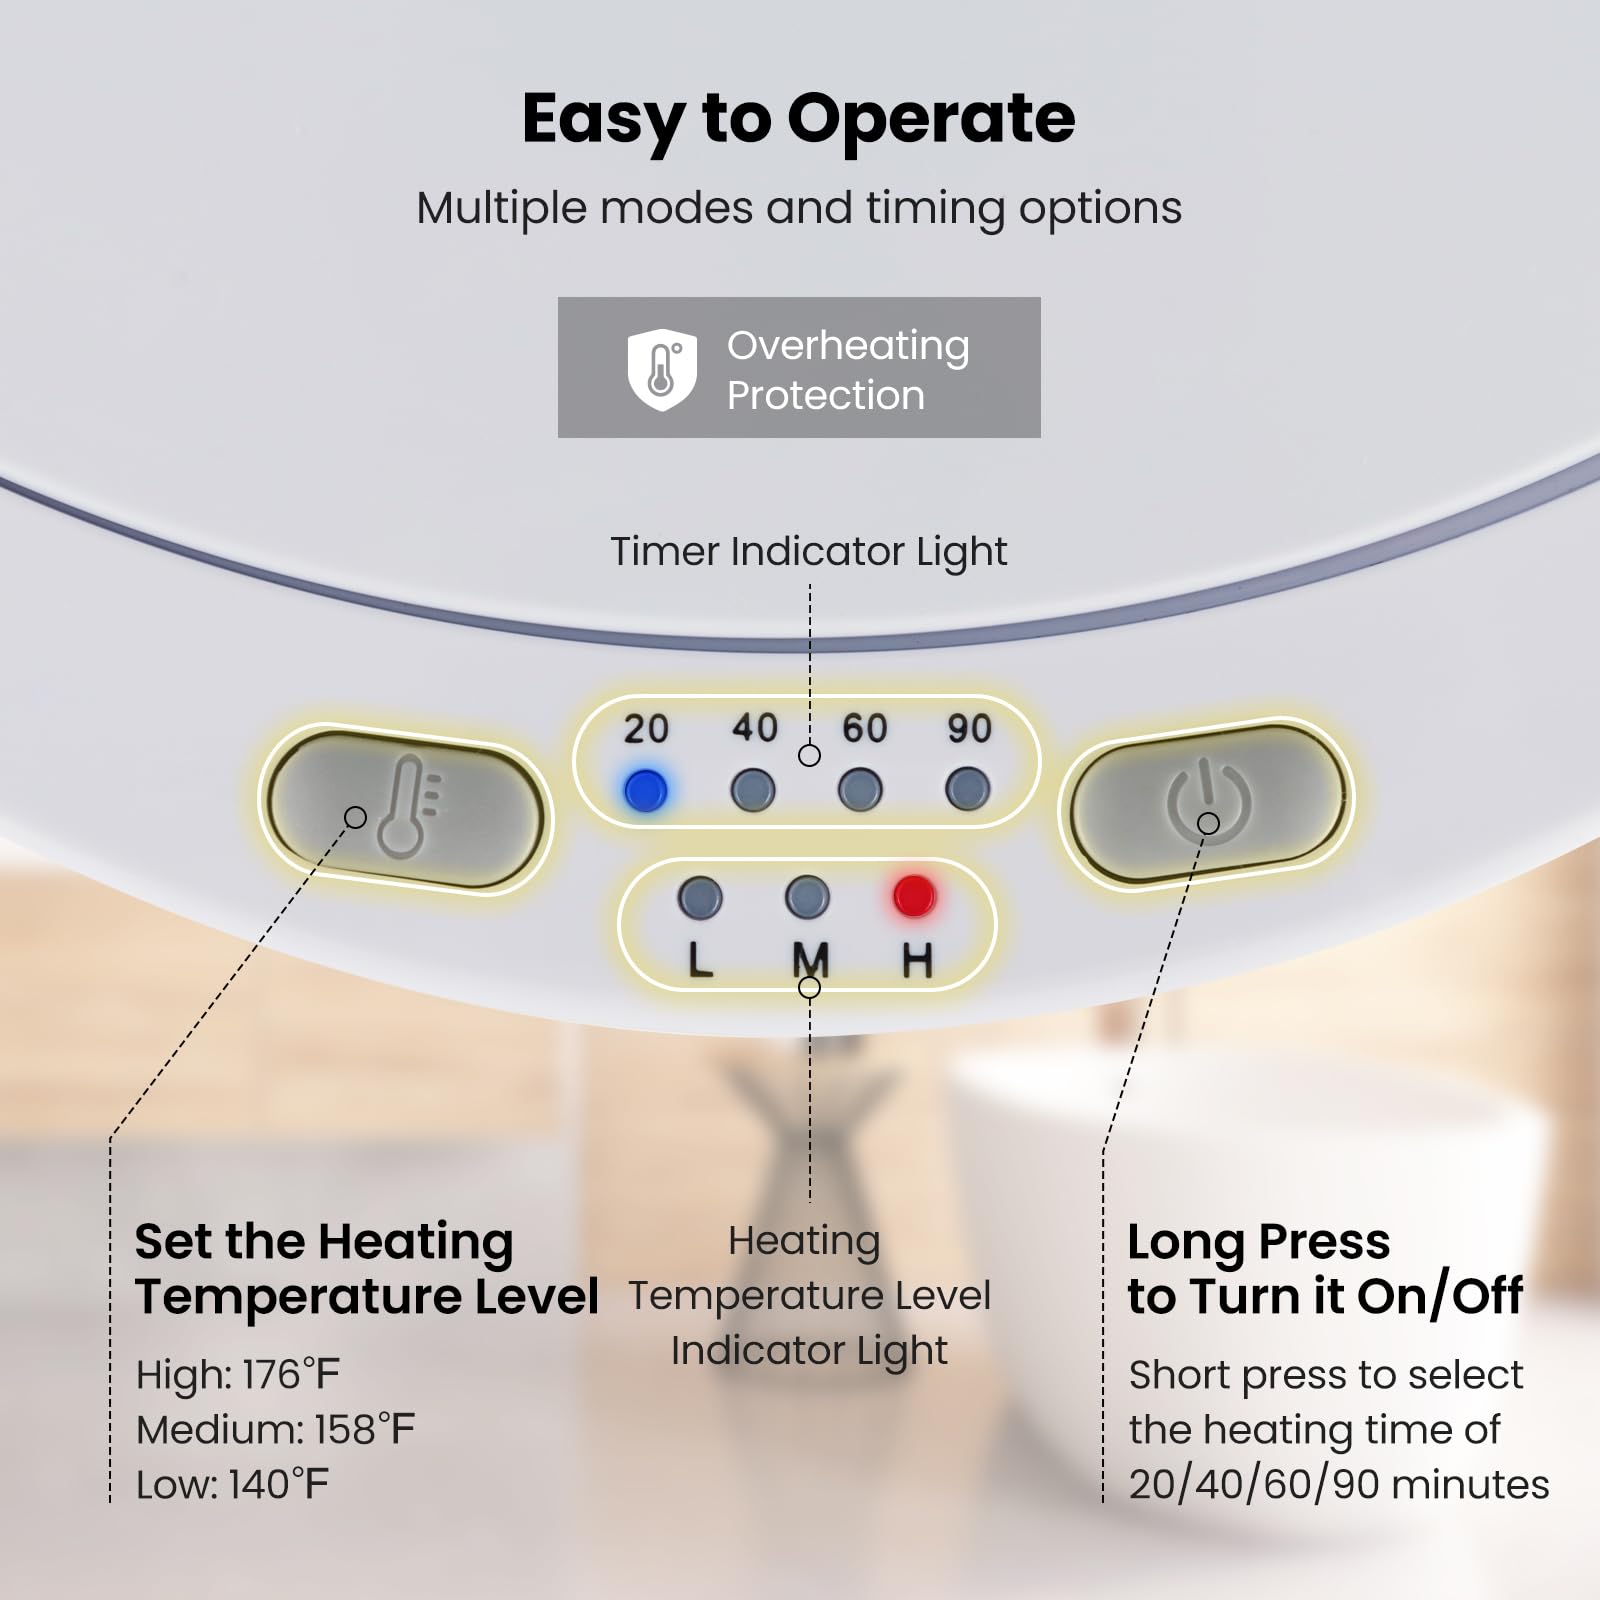 Easy to Operate
Multiple modes and timing options
Overheating
Protection
Timer Indicator Light
20 40 60 90
L M H
Set the Heating
Temperature Level
High: 176°F
Medium: 158°F
Low: 140°F
Heating
Temperature Level
Indicator Light
Long Press
to Turn it On/Off
Short press to select
the heating time of
20/40/60/90 minutes